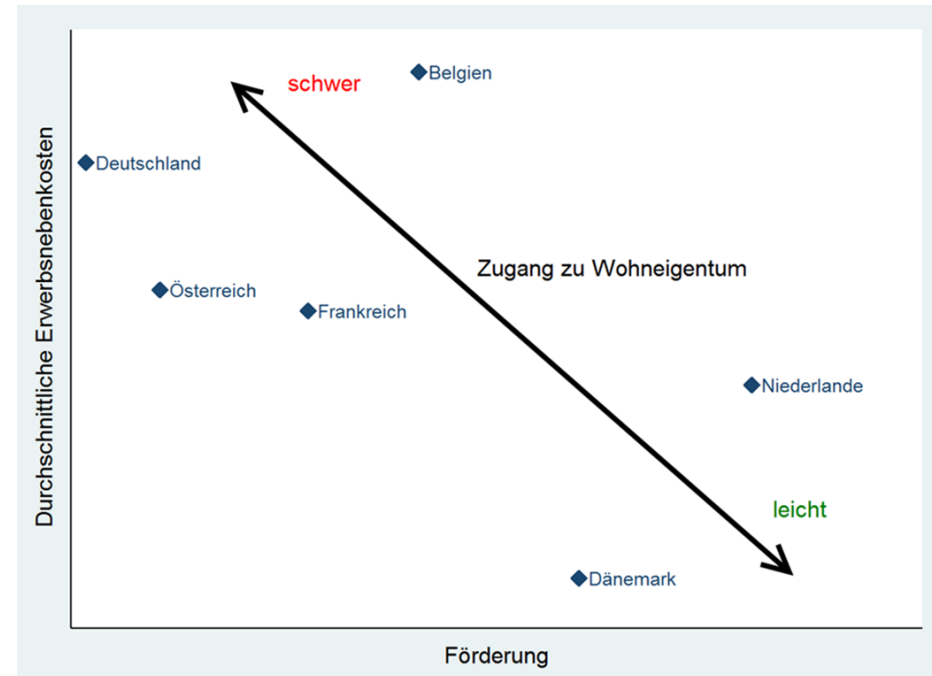 schwer
Belgien
Deutschland
Zugang zu Wohneigentum
Österreich
Frankreich
Niederlande
leicht
Dänemark
Durchschnittliche Erwerbsnebenkosten
Förderung